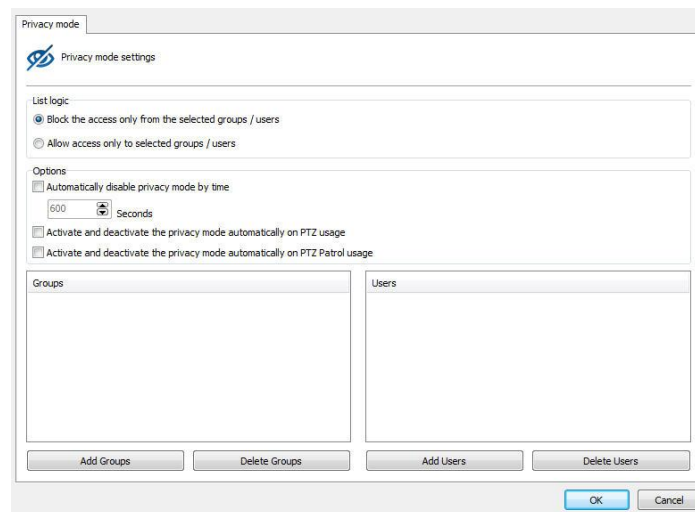 Privacy mode
Privacy mode settings
List logic
Block the access only from the selected groups / users
Allow access only to selected groups / users
Options
Automatically disable privacy mode by time
600 Seconds
Activate and deactivate the privacy mode automatically on PTZ usage
Activate and deactivate the privacy mode automatically on PTZ Patrol usage
Groups Users
Add Groups Delete Groups Add Users Delete Users
OK Cancel